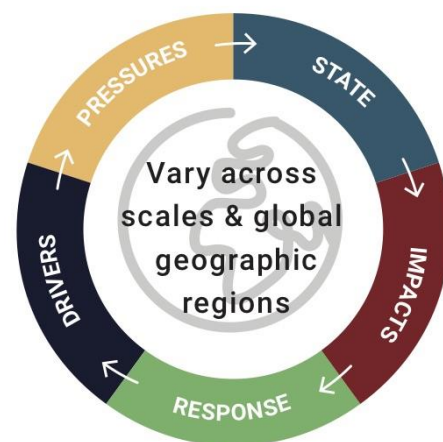 PRESSURES
STATE
IMPACTS
RESPONSE
DRIVERS
Vary across
scales & global
geographic
regions